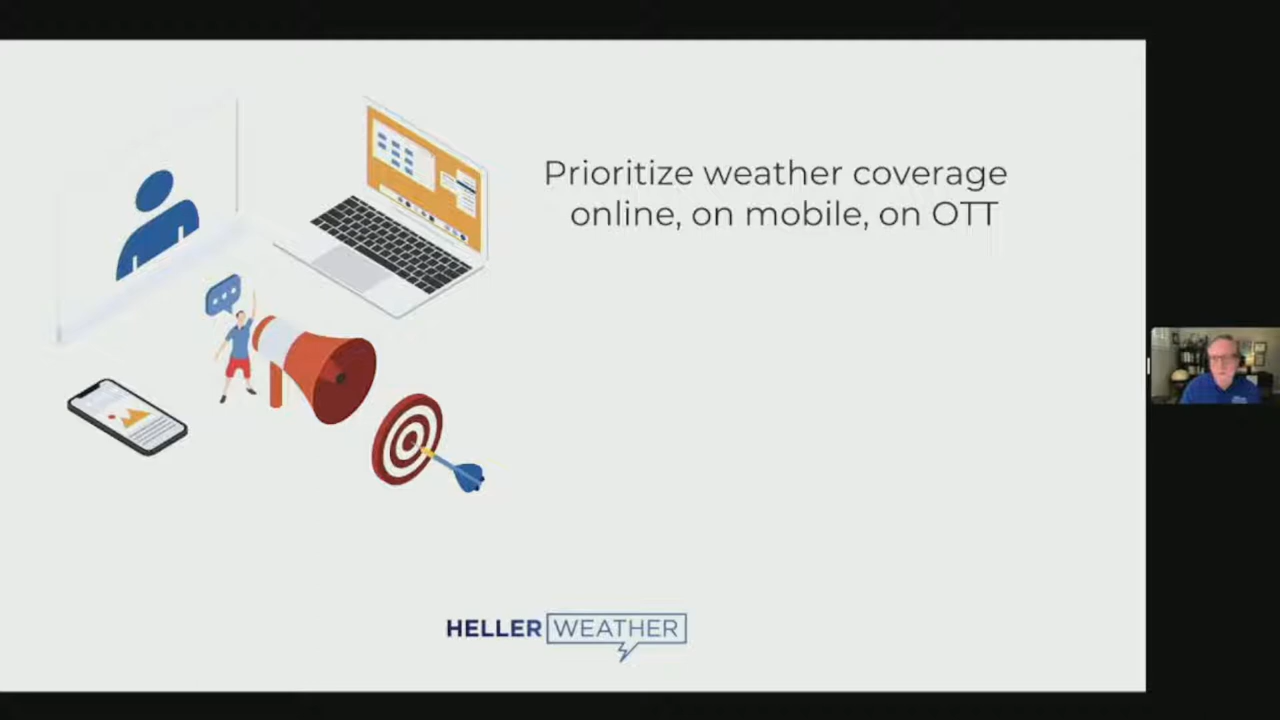 Prioritize weather coverage
online, on mobile, on OTT
HELLER WEATHER